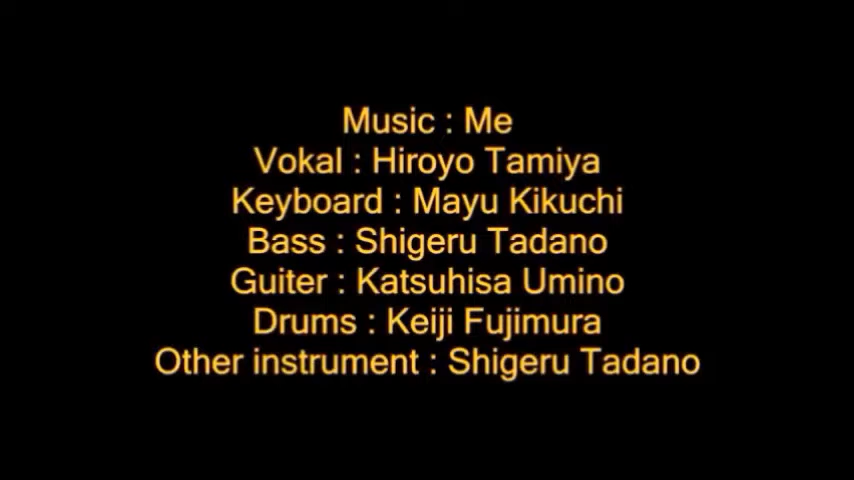 Music : Me
Vokal : Hiroyo Tamiya
Keyboard : Mayu Kikuchi
Bass : Shigeru Tadano
Guiter : Katsuhisa Umino
Drums : Keiji Fujimura
Other instrument : Shigeru Tadano